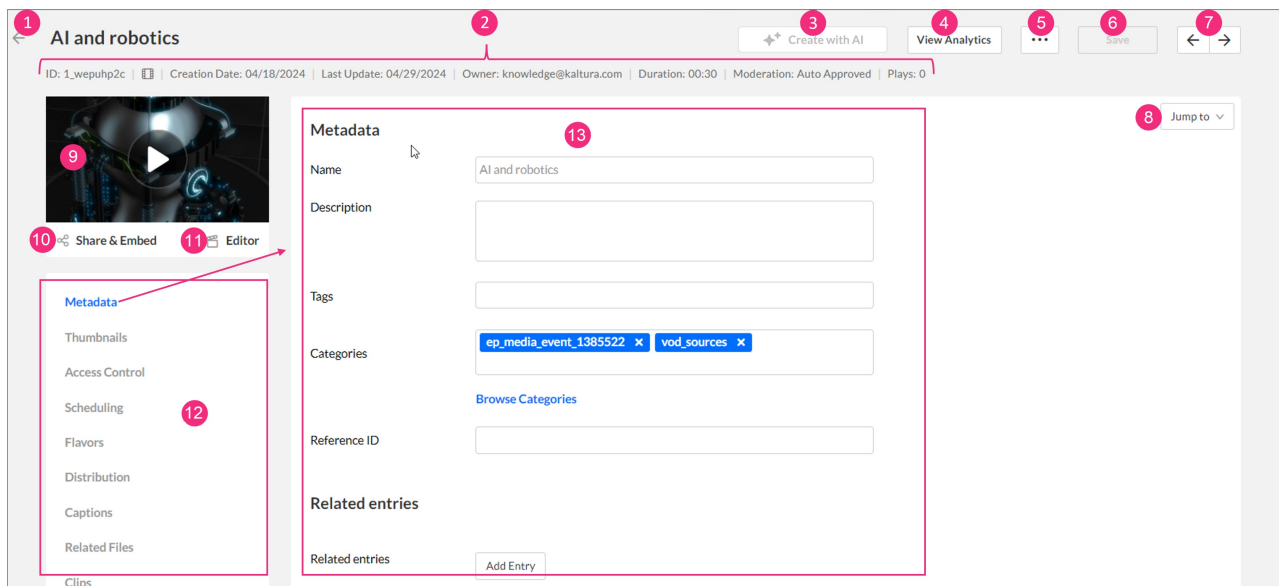 1
2
3
4
5
6
7
AI and robotics
Create with AI
View Analytics
...
Save
ID: 1_wepuhp2c | | Creation Date: 04/18/2024 | Last Update: 04/29/2024 | Owner: knowledge@kaltura.com | Duration: 00:30 | Moderation: Auto Approved | Plays: 0
8
Jump to
9
10
Share & Embed
11
Editor
12
Metadata
Thumbnails
Access Control
Scheduling
Flavors
Distribution
Captions
Related Files
Clips
13
Metadata
Name
AI and robotics
Description
Tags
Categories
ep_media_event_1385522 ×
vod_sources ×
Browse Categories
Reference ID
Related entries
Related entries
Add Entry